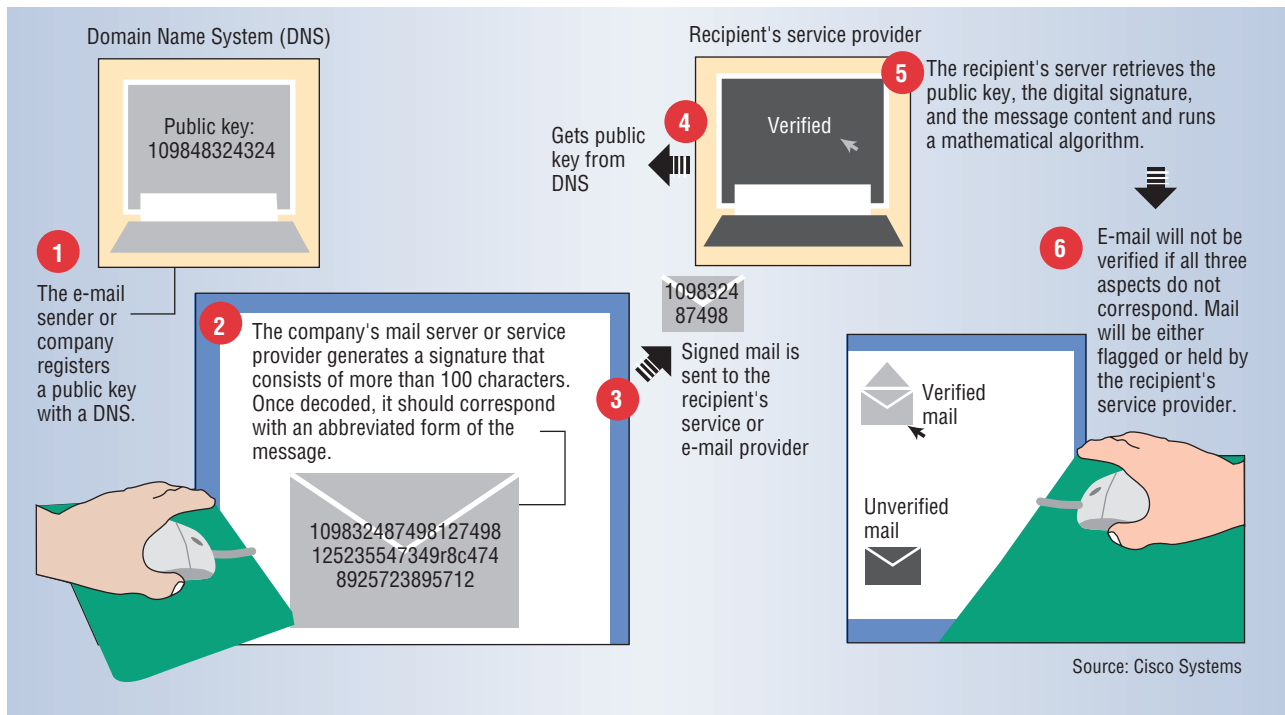 Domain Name System (DNS)
Public key:
109848324324
1
The e-mail
sender or
company
registers
a public key
with a DNS.
2
The company's mail server or service
provider generates a signature that
consists of more than 100 characters.
Once decoded, it should correspond
with an abbreviated form of the
message.
109832487498127498
125235547349r8c474
8925723895712
3
1098324
87498
Signed mail is
sent to the
recipient's
service or
e-mail provider
Recipient's service provider
Verified
4
Gets public
key from
DNS
5
The recipient's server retrieves the
public key, the digital signature,
and the message content and runs
a mathematical algorithm.
6
E-mail will not be
verified if all three
aspects do not
correspond. Mail
will be either
flagged or held by
the recipient's
service provider.
Verified
mail
Unverified
mail
Source: Cisco Systems